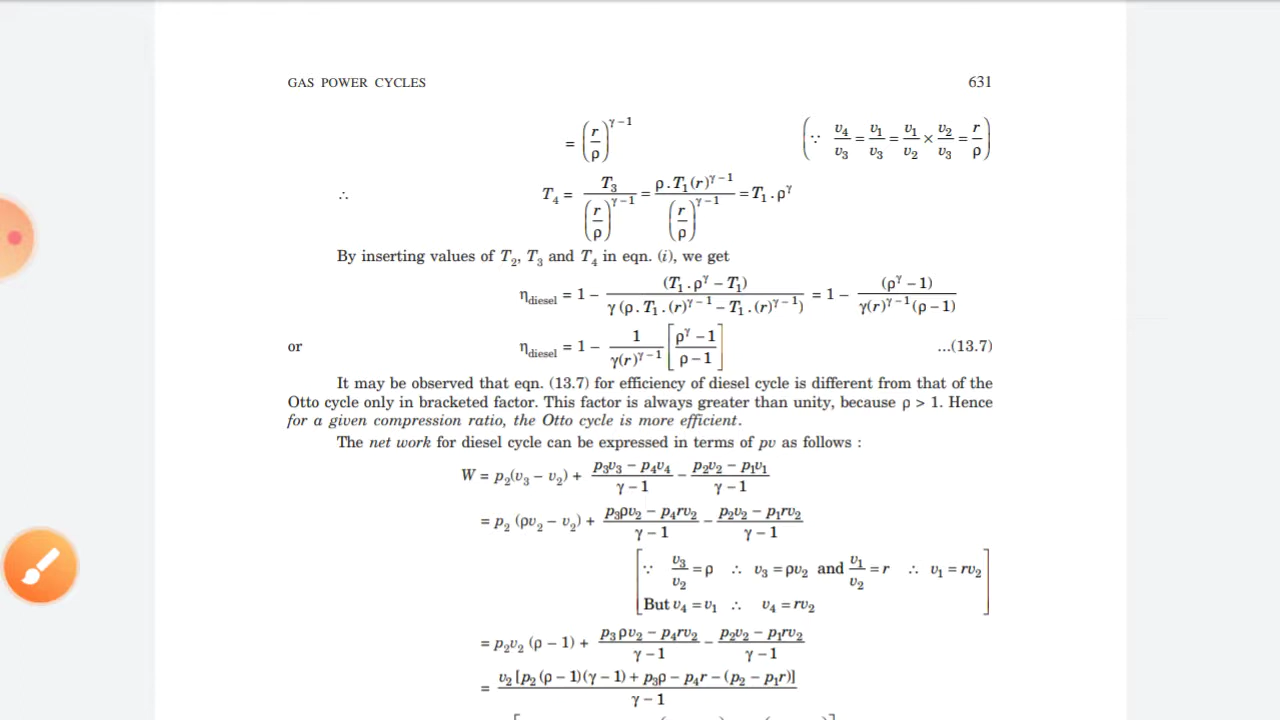 GAS POWER CYCLES 631
= (r/ρ)^(γ – 1) (∵ v₄/v₃ = v₁/v₃ = v₁/v₂ × v₂/v₃ = r/ρ)
∴ T₄ = T₃/(r/ρ)^(γ – 1) = ρ . T₁(r)^(γ – 1)/(r/ρ)^(γ – 1) = T₁ . ρ^γ
By inserting values of T₂, T₃ and T₄ in eqn. (i), we get
η_diesel = 1 – (T₁ . ρ^γ – T₁)/(γ (ρ . T₁ . (r)^(γ – 1) – T₁ . (r)^(γ – 1))) = 1 – (ρ^γ – 1)/(γ(r)^(γ – 1) (ρ – 1))
or η_diesel = 1 – 1/(γ(r)^(γ – 1)) [(ρ^γ – 1)/(ρ – 1)] ...(13.7)
It may be observed that eqn. (13.7) for efficiency of diesel cycle is different from that of the
Otto cycle only in bracketed factor. This factor is always greater than unity, because ρ > 1. Hence
for a given compression ratio, the Otto cycle is more efficient.
The net work for diesel cycle can be expressed in terms of pv as follows :
W = p₂(v₃ – v₂) + (p₃v₃ – p₄v₄)/(γ – 1) – (p₂v₂ – p₁v₁)/(γ – 1)
= p₂ (ρv₂ – v₂) + (p₃ρv₂ – p₄rv₂)/(γ – 1) – (p₂v₂ – p₁rv₂)/(γ – 1)
[∵ v₃/v₂ = ρ ∴ v₃ = ρv₂ and v₁/v₂ = r ∴ v₁ = rv₂
But v₄ = v₁ ∴ v₄ = rv₂]
= p₂v₂ (ρ – 1) + (p₃ρv₂ – p₄rv₂)/(γ – 1) – (p₂v₂ – p₁rv₂)/(γ – 1)
= v₂ [p₂ (ρ – 1)(γ – 1) + p₃ρ – p₄r – (p₂ – p₁r)]/(γ – 1)